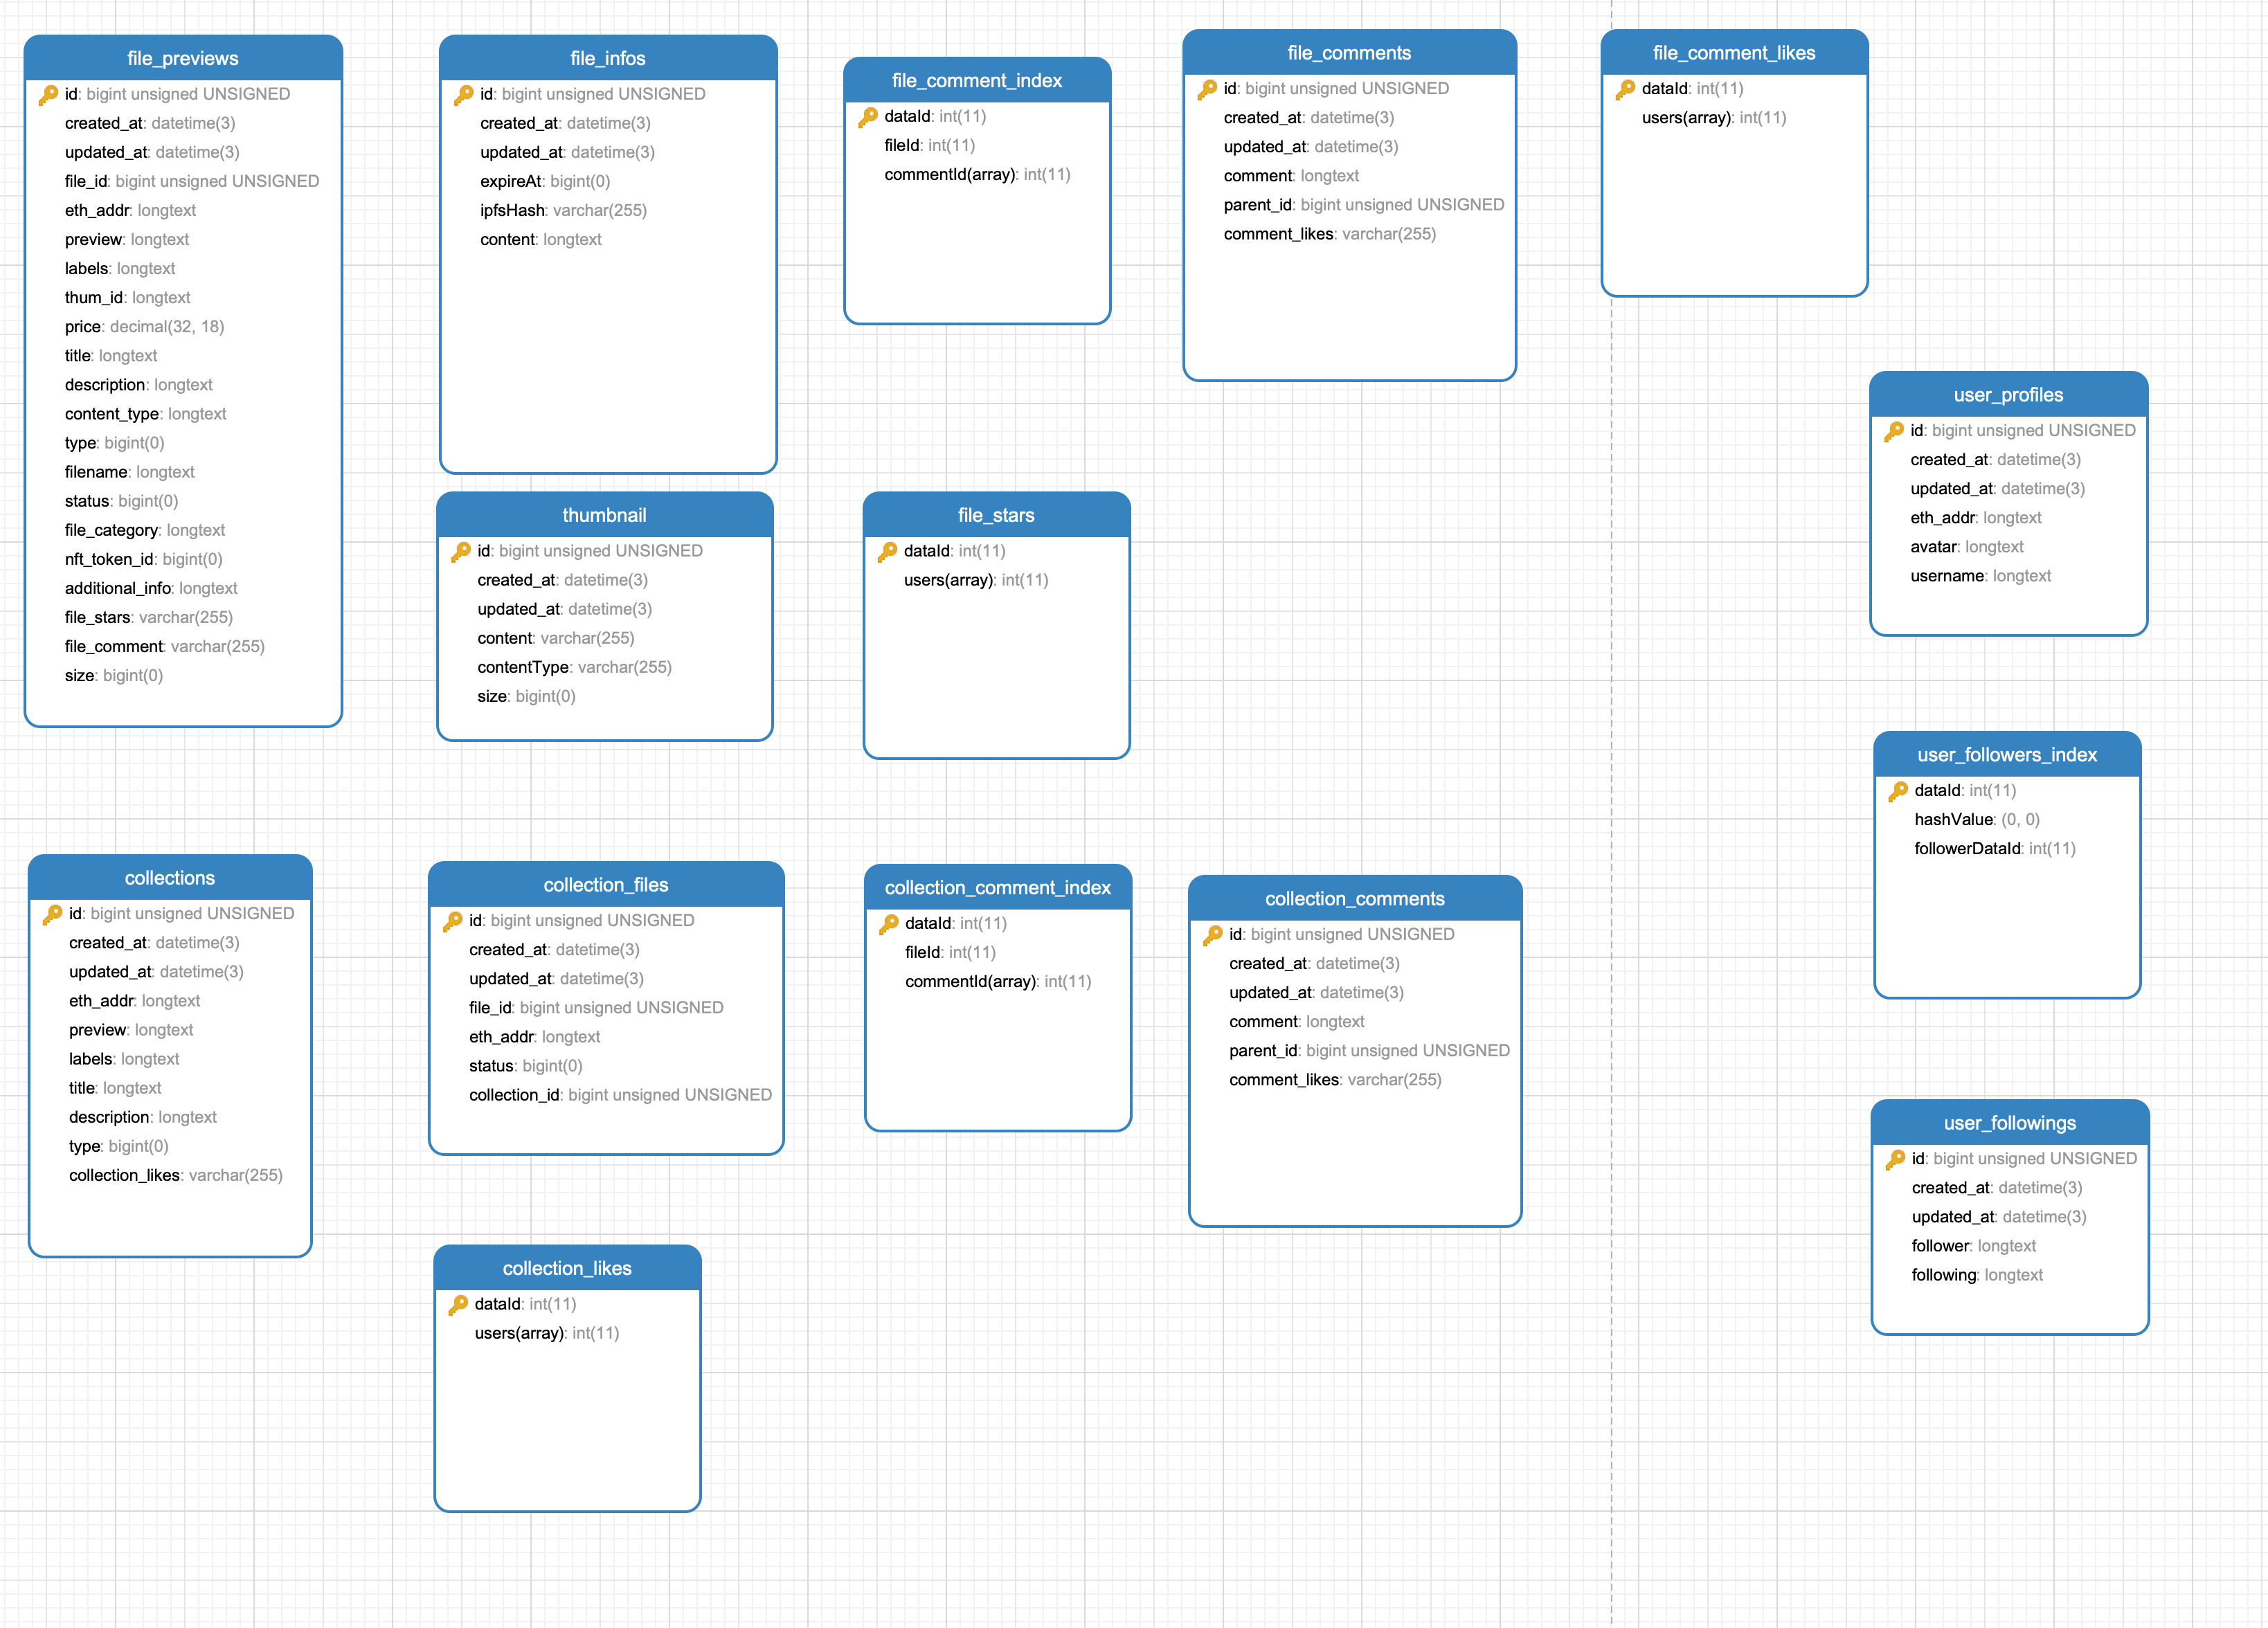 file_previews
id: bigint unsigned UNSIGNED
created_at: datetime(3)
updated_at: datetime(3)
file_id: bigint unsigned UNSIGNED
eth_addr: longtext
preview: longtext
labels: longtext
thum_id: longtext
price: decimal(32, 18)
title: longtext
description: longtext
content_type: longtext
type: bigint(0)
filename: longtext
status: bigint(0)
file_category: longtext
nft_token_id: bigint(0)
additional_info: longtext
file_stars: varchar(255)
file_comment: varchar(255)
size: bigint(0)
file_infos
id: bigint unsigned UNSIGNED
created_at: datetime(3)
updated_at: datetime(3)
expireAt: bigint(0)
ipfsHash: varchar(255)
content: longtext
file_comment_index
dataId: int(11)
fileId: int(11)
commentId(array): int(11)
file_comments
id: bigint unsigned UNSIGNED
created_at: datetime(3)
updated_at: datetime(3)
comment: longtext
parent_id: bigint unsigned UNSIGNED
comment_likes: varchar(255)
file_comment_likes
dataId: int(11)
users(array): int(11)
user_profiles
id: bigint unsigned UNSIGNED
created_at: datetime(3)
updated_at: datetime(3)
eth_addr: longtext
avatar: longtext
username: longtext
thumbnail
id: bigint unsigned UNSIGNED
created_at: datetime(3)
updated_at: datetime(3)
content: varchar(255)
contentType: varchar(255)
size: bigint(0)
file_stars
dataId: int(11)
users(array): int(11)
user_followers_index
dataId: int(11)
hashValue: (0, 0)
followerDataId: int(11)
collections
id: bigint unsigned UNSIGNED
created_at: datetime(3)
updated_at: datetime(3)
eth_addr: longtext
preview: longtext
labels: longtext
title: longtext
description: longtext
type: bigint(0)
collection_likes: varchar(255)
collection_files
id: bigint unsigned UNSIGNED
created_at: datetime(3)
updated_at: datetime(3)
file_id: bigint unsigned UNSIGNED
eth_addr: longtext
status: bigint(0)
collection_id: bigint unsigned UNSIGNED
collection_comment_index
dataId: int(11)
fileId: int(11)
commentId(array): int(11)
collection_comments
id: bigint unsigned UNSIGNED
created_at: datetime(3)
updated_at: datetime(3)
comment: longtext
parent_id: bigint unsigned UNSIGNED
comment_likes: varchar(255)
user_followings
id: bigint unsigned UNSIGNED
created_at: datetime(3)
updated_at: datetime(3)
follower: longtext
following: longtext
collection_likes
dataId: int(11)
users(array): int(11)